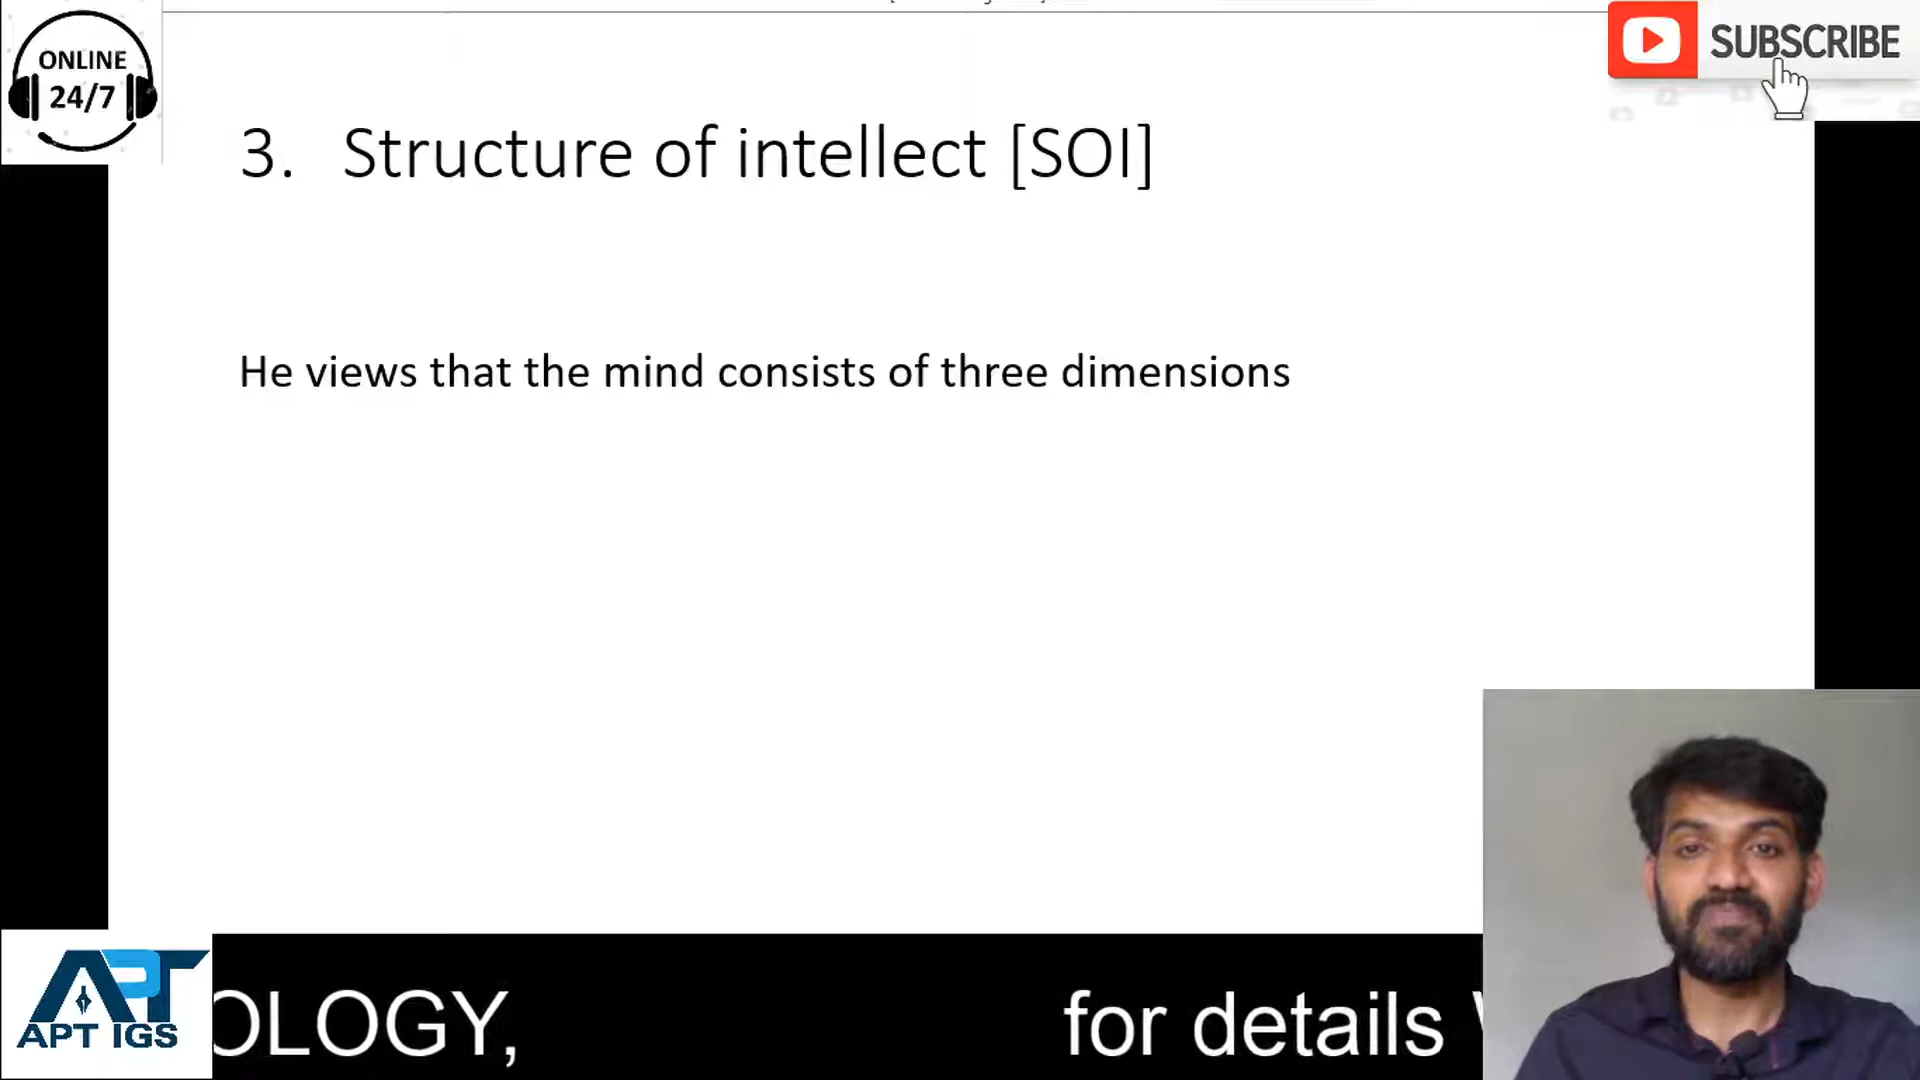 ONLINE
24/7
SUBSCRIBE
3. Structure of intellect [SOI]
He views that the mind consists of three dimensions
APT
APT IGS
OLOGY, for details